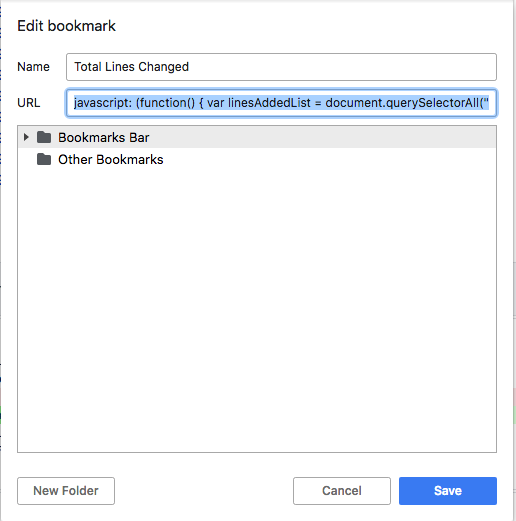 Edit bookmark
Name Total Lines Changed
URL javascript: (function() { var linesAddedList = document.querySelectorAll("
Bookmarks Bar
Other Bookmarks
New Folder Cancel Save